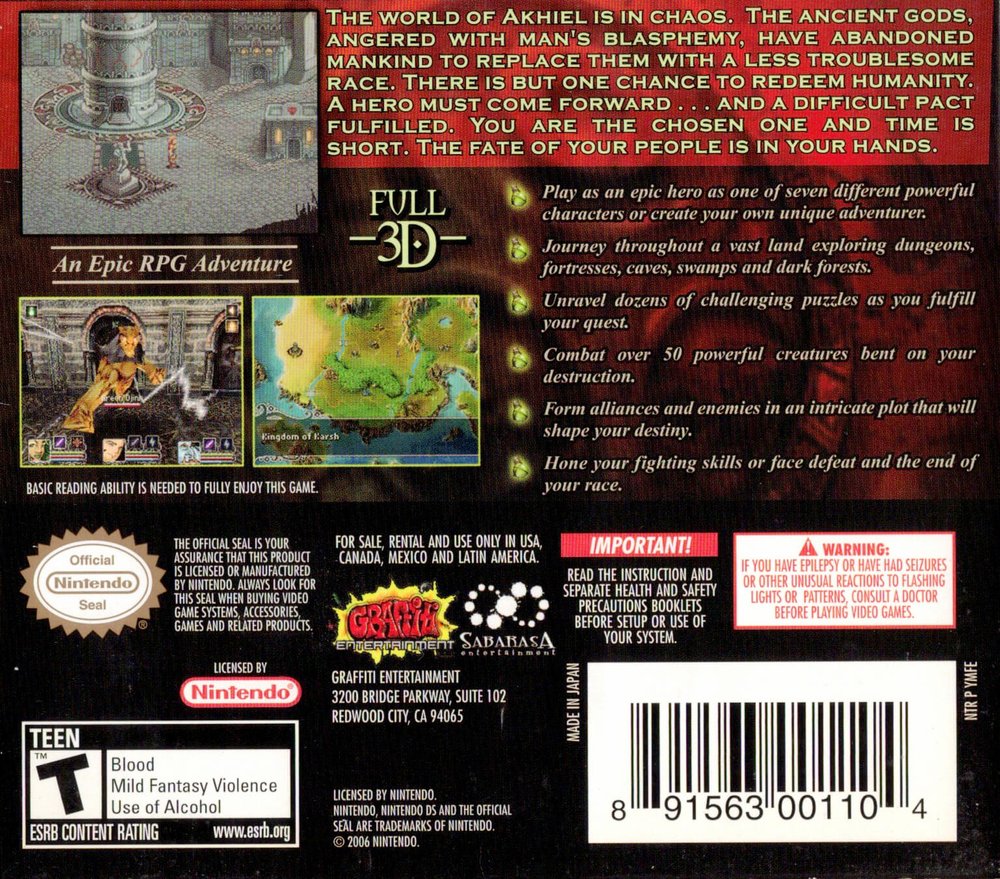 THE WORLD OF AKHIEL IS IN CHAOS. THE ANCIENT GODS,
ANGERED WITH MAN'S BLASPHEMY, HAVE ABANDONED
MANKIND TO REPLACE THEM WITH A LESS TROUBLESOME
RACE. THERE IS BUT ONE CHANCE TO REDEEM HUMANITY.
A HERO MUST COME FORWARD . . . AND A DIFFICULT PACT
FULFILLED. YOU ARE THE CHOSEN ONE AND TIME IS
SHORT. THE FATE OF YOUR PEOPLE IS IN YOUR HANDS.
FULL
3D
An Epic RPG Adventure
Play as an epic hero as one of seven different powerful
characters or create your own unique adventurer.
Journey throughout a vast land exploring dungeons,
fortresses, caves, swamps and dark forests.
Unravel dozens of challenging puzzles as you fulfill
your quest.
Combat over 50 powerful creatures bent on your
destruction.
Form alliances and enemies in an intricate plot that will
shape your destiny.
Hone your fighting skills or face defeat and the end of
your race.
Kingdom of Karsh
BASIC READING ABILITY IS NEEDED TO FULLY ENJOY THIS GAME.
Official
Nintendo
Seal
®
THE OFFICIAL SEAL IS YOUR
ASSURANCE THAT THIS PRODUCT
IS LICENSED OR MANUFACTURED
BY NINTENDO. ALWAYS LOOK FOR
THIS SEAL WHEN BUYING VIDEO
GAME SYSTEMS, ACCESSORIES,
GAMES AND RELATED PRODUCTS.
FOR SALE, RENTAL AND USE ONLY IN USA,
CANADA, MEXICO AND LATIN AMERICA.
GRAFFITI
ENTERTAINMENT
SABARASA
entertainment
IMPORTANT!
READ THE INSTRUCTION AND
SEPARATE HEALTH AND SAFETY
PRECAUTIONS BOOKLETS
BEFORE SETUP OR USE OF
YOUR SYSTEM.
WARNING:
IF YOU HAVE EPILEPSY OR HAVE HAD SEIZURES
OR OTHER UNUSUAL REACTIONS TO FLASHING
LIGHTS OR PATTERNS, CONSULT A DOCTOR
BEFORE PLAYING VIDEO GAMES.
LICENSED BY
Nintendo®
GRAFFITI ENTERTAINMENT
3200 BRIDGE PARKWAY, SUITE 102
REDWOOD CITY, CA 94065
MADE IN JAPAN
NTR P YMFE
TEEN
TM
T
Blood
Mild Fantasy Violence
Use of Alcohol
ESRB CONTENT RATING www.esrb.org
LICENSED BY NINTENDO.
NINTENDO, NINTENDO DS AND THE OFFICIAL
SEAL ARE TRADEMARKS OF NINTENDO.
© 2006 NINTENDO.
8 91563 00110 4